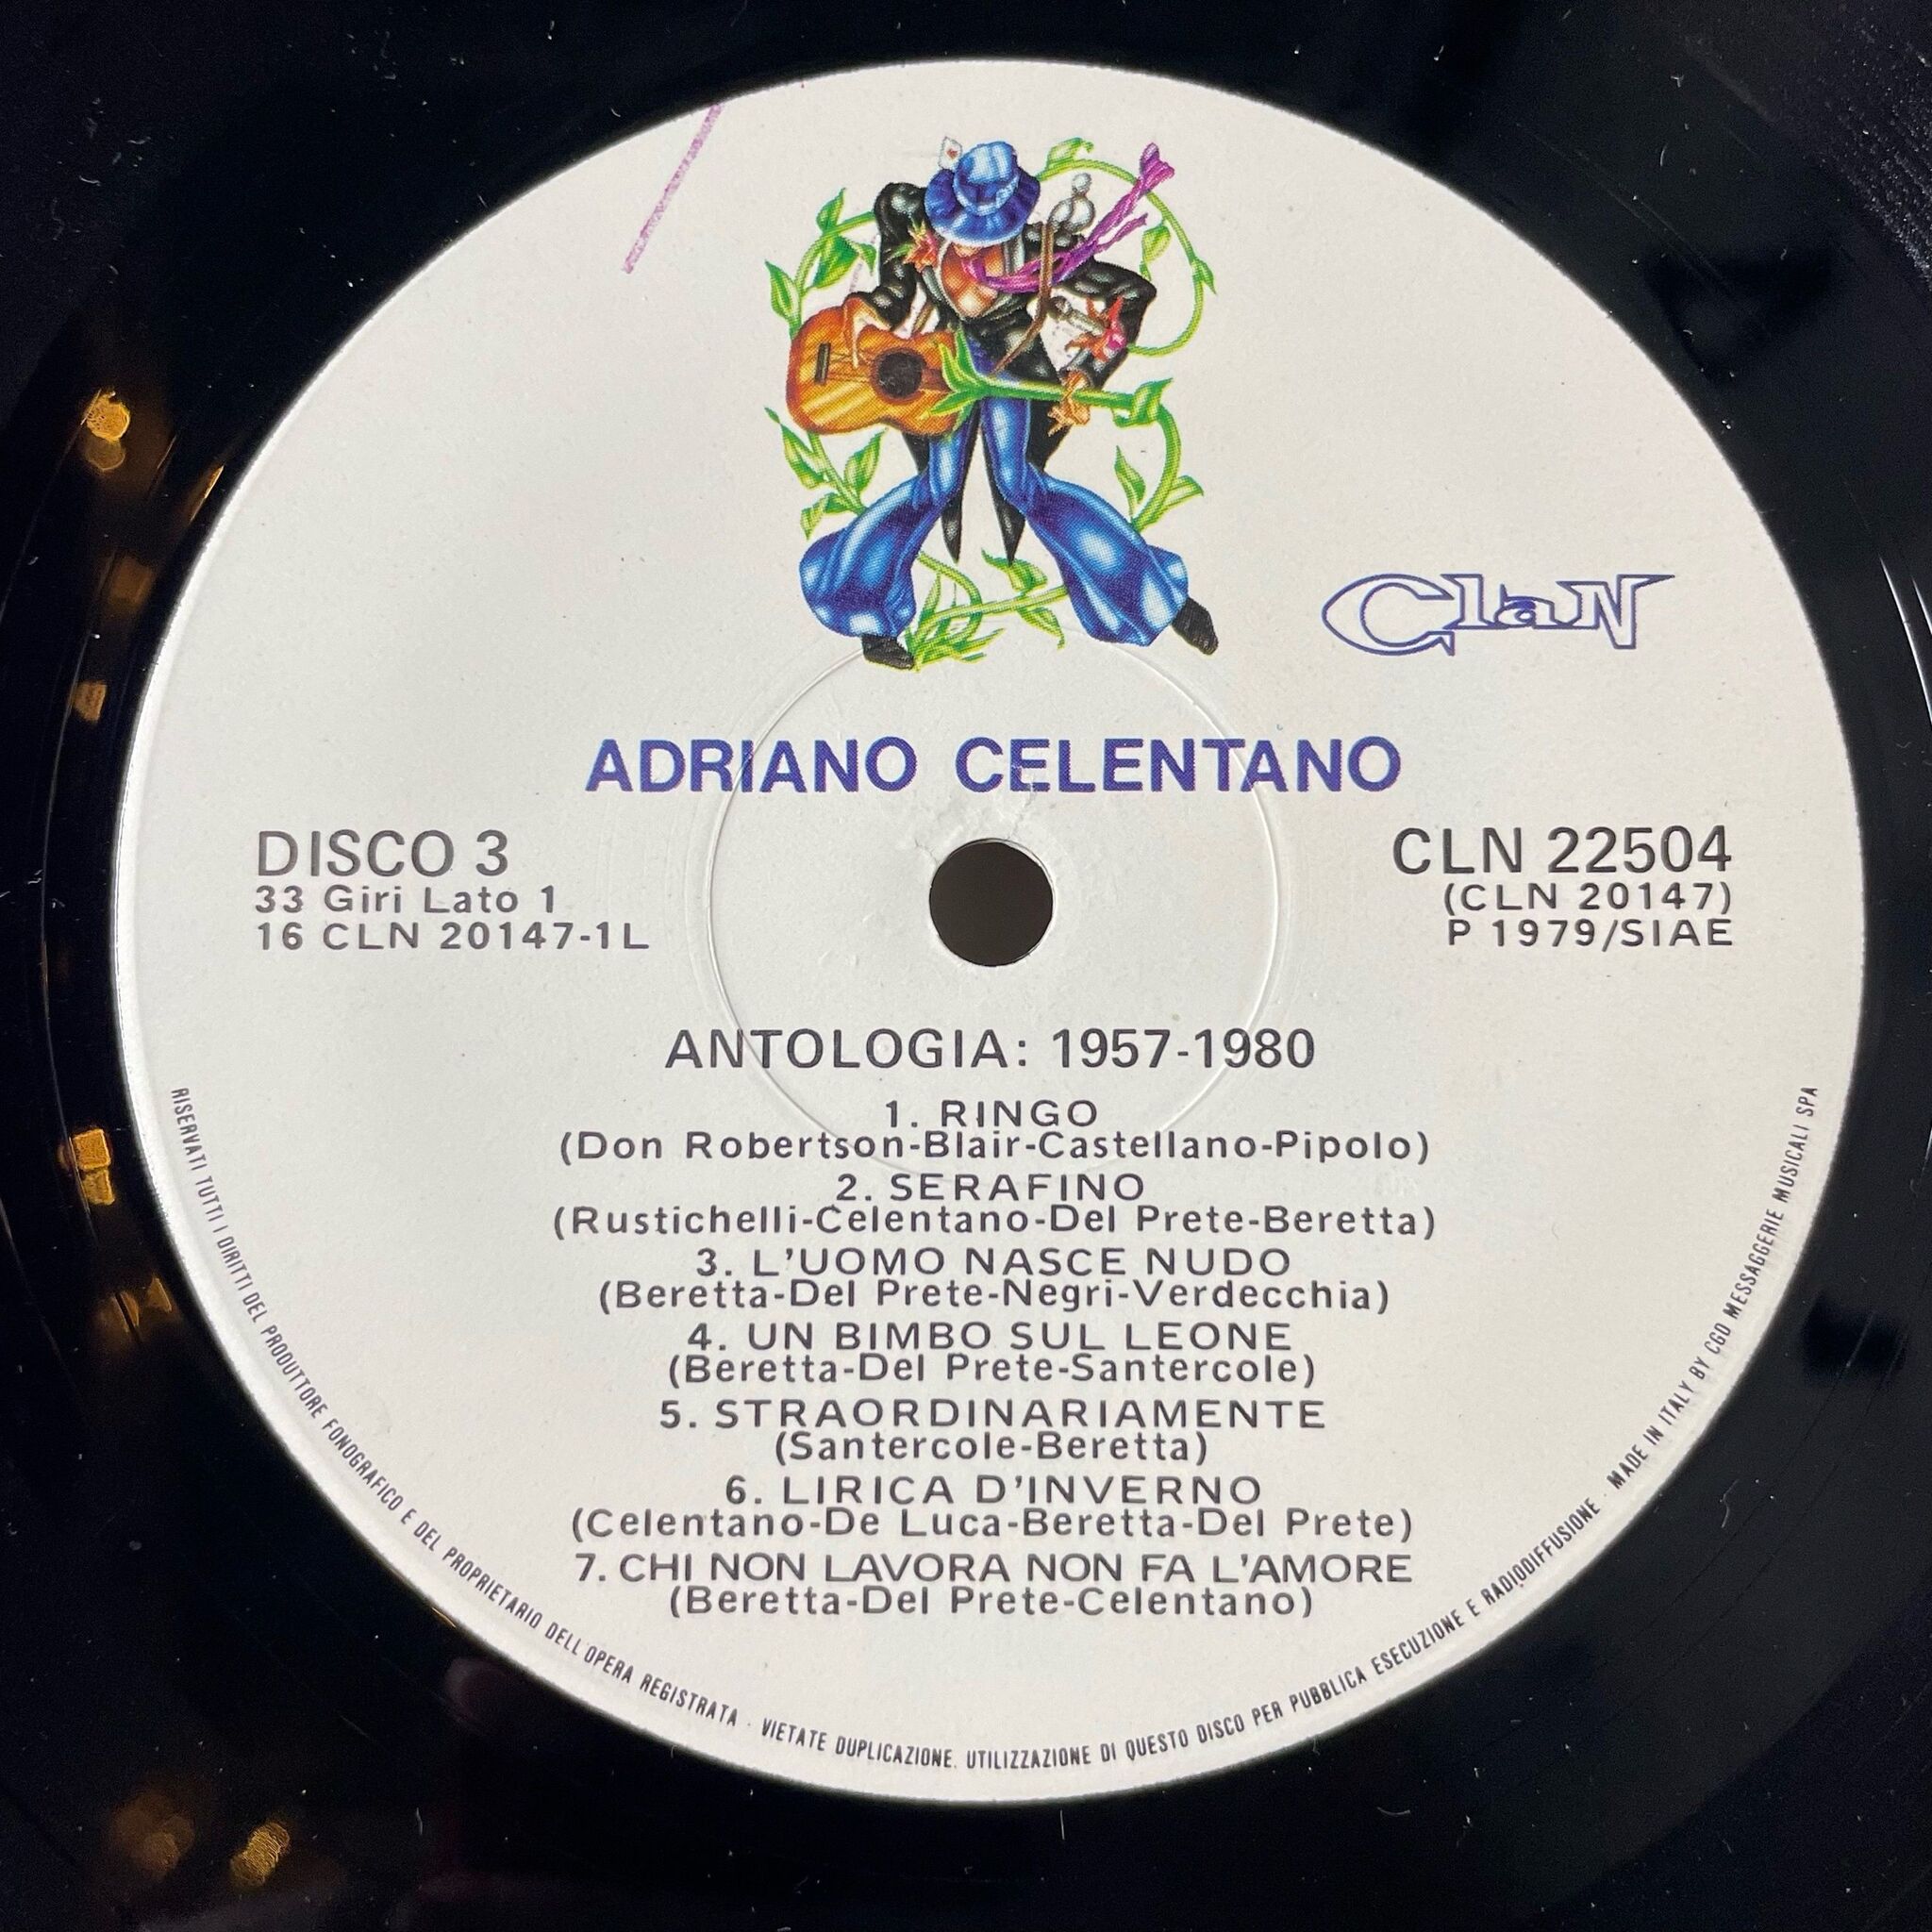 ClaN
ADRIANO CELENTANO
DISCO 3
33 Giri Lato 1
16 CLN 20147-1L
CLN 22504
(CLN 20147)
P 1979/SIAE
ANTOLOGIA: 1957-1980
1. RINGO
(Don Robertson-Blair-Castellano-Pipolo)
2. SERAFINO
(Rustichelli-Celentano-Del Prete-Beretta)
3. L'UOMO NASCE NUDO
(Beretta-Del Prete-Negri-Verdecchia)
4. UN BIMBO SUL LEONE
(Beretta-Del Prete-Santercole)
5. STRAORDINARIAMENTE
(Santercole-Beretta)
6. LIRICA D'INVERNO
(Celentano-De Luca-Beretta-Del Prete)
7. CHI NON LAVORA NON FA L'AMORE
(Beretta-Del Prete-Celentano)
RISERVATI TUTTI I DIRITTI DEL PRODUTTORE FONOGRAFICO E DEL PROPRIETARIO DELL'OPERA REGISTRATA · VIETATE DUPLICAZIONE. UTILIZZAZIONE DI QUESTO DISCO PER PUBBLICA ESECUZIONE E RADIODIFFUSIONE · MADE IN ITALY BY CGD MESSAGGERIE MUSICALI SPA